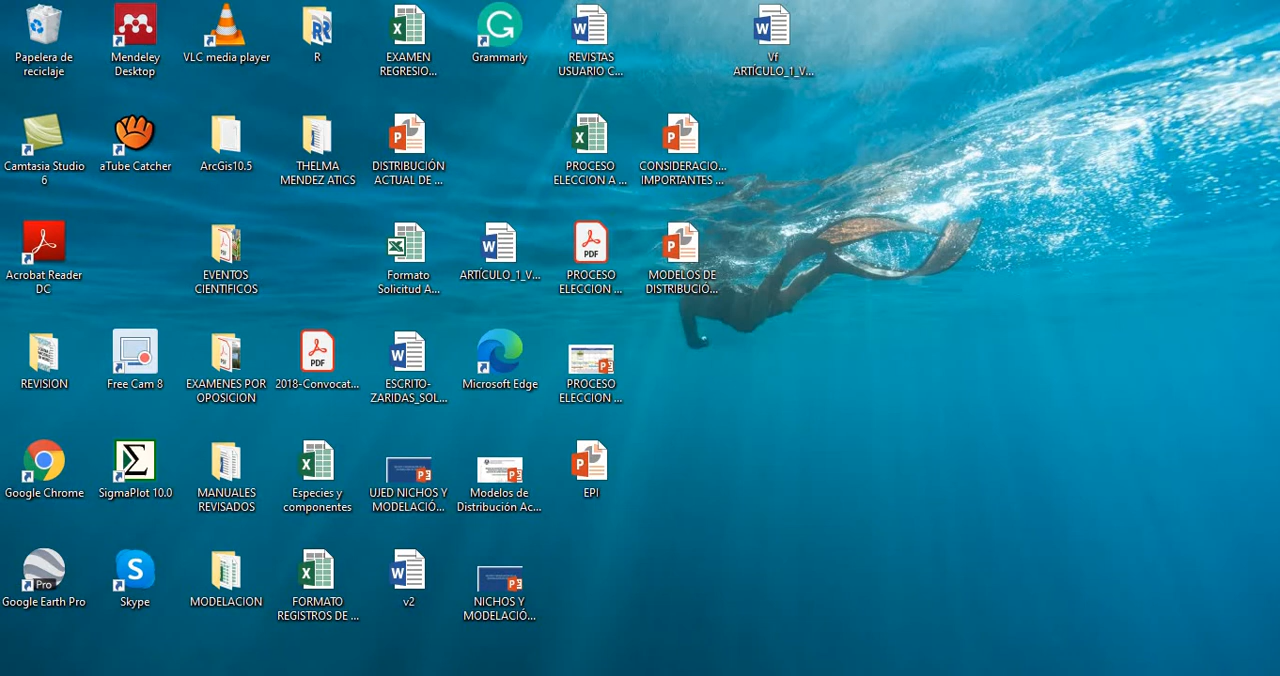 Papelera de
reciclaje
Mendeley
Desktop
VLC media player
R
EXAMEN
REGRESIO...
Grammarly
REVISTAS
USUARIO C...
Vf
ARTÍCULO_1_V...
Camtasia Studio
6
aTube Catcher
ArcGis10.5
THELMA
MENDEZ ATICS
DISTRIBUCIÓN
ACTUAL DE ...
PROCESO
ELECCION A ...
CONSIDERACIO...
IMPORTANTES ...
Acrobat Reader
DC
EVENTOS
CIENTIFICOS
Formato
Solicitud A...
ARTÍCULO_1_V...
PDF
PROCESO
ELECCION ...
MODELOS DE
DISTRIBUCIÓ...
REVISION
Free Cam 8
EXAMENES POR
OPOSICION
PDF
2018-Convocat...
ESCRITO-
ZARIDAS_SOL...
Microsoft Edge
PROCESO
ELECCION ...
Google Chrome
SigmaPlot 10.0
MANUALES
REVISADOS
Especies y
componentes
UJED NICHOS Y
MODELACIÓ...
Modelos de
Distribución Ac...
EPI
Pro
Google Earth Pro
Skype
MODELACION
FORMATO
REGISTROS DE ...
v2
NICHOS Y
MODELACIÓ...